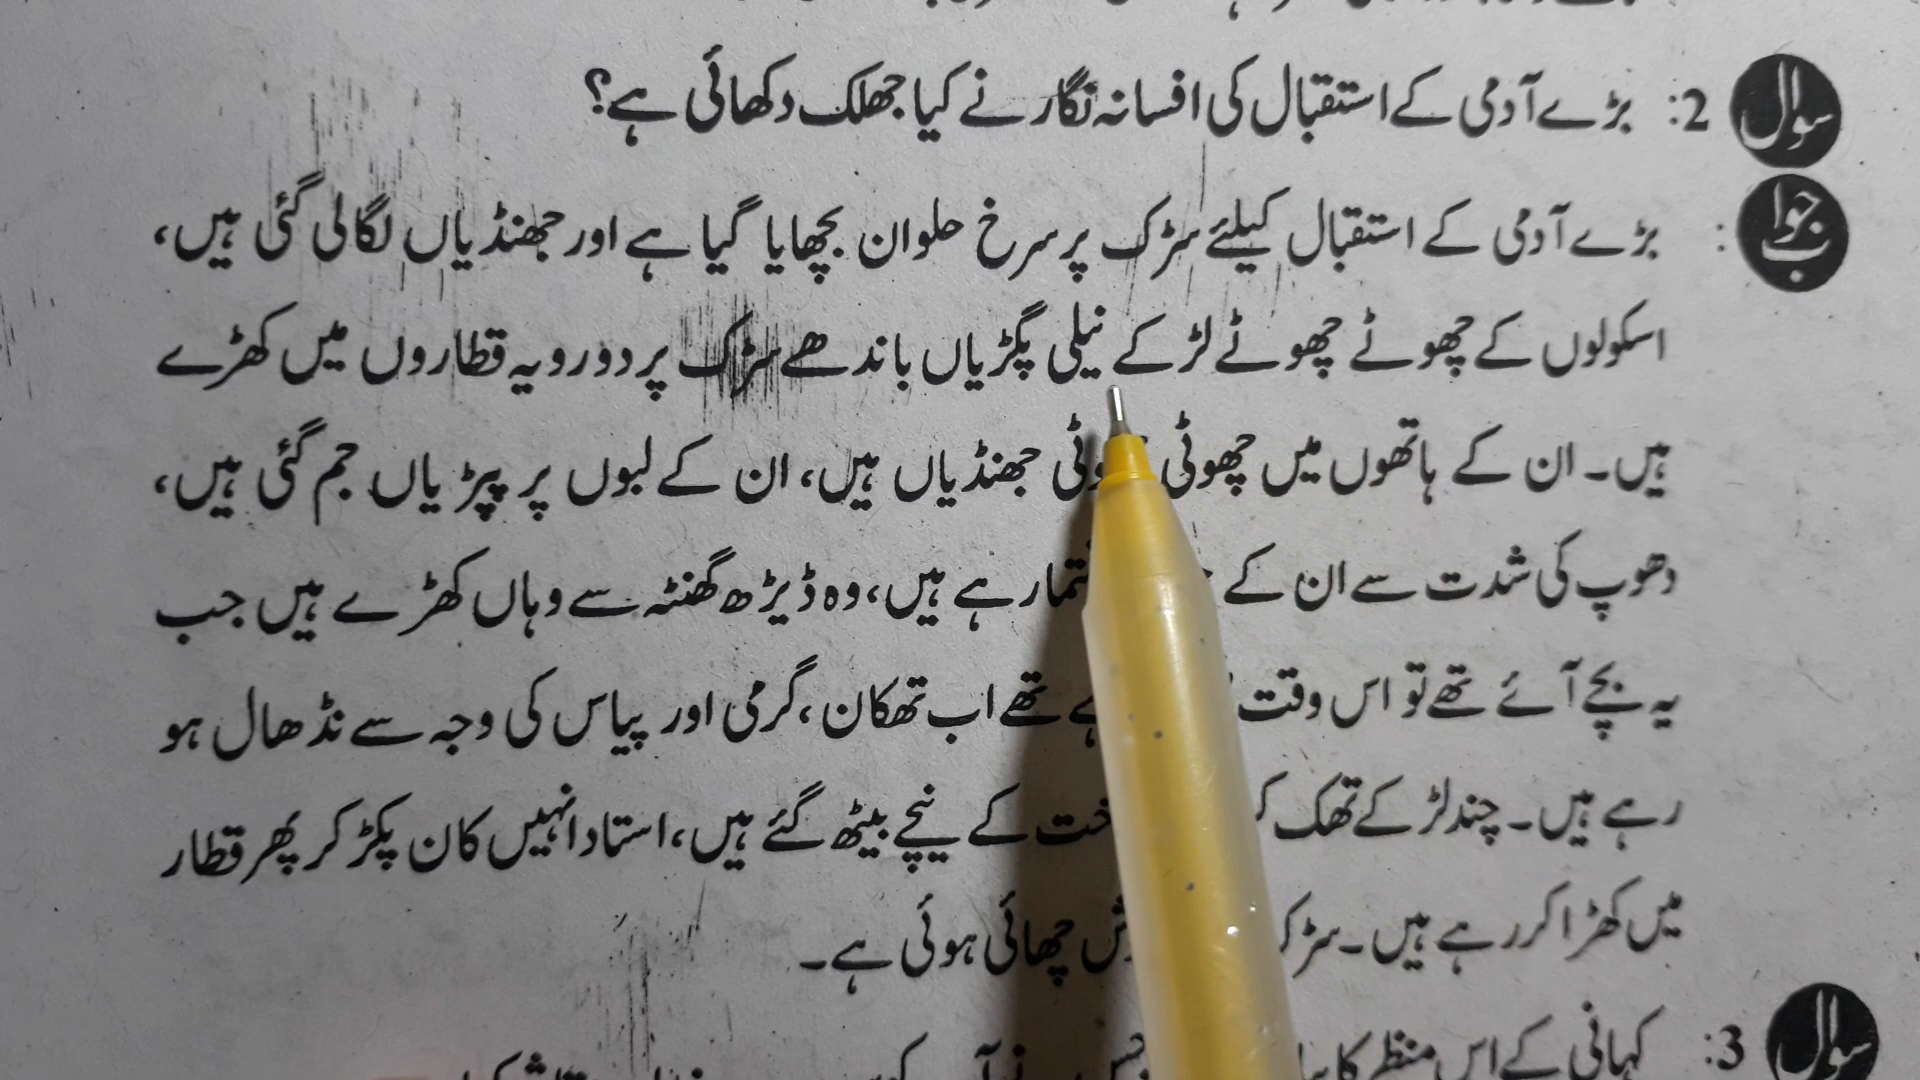 سوال 2: بڑے آدمی کے استقبال کی افسانہ نگار نے کیا جھلک دکھائی ہے؟
جواب : بڑے آدمی کے استقبال کیلئے سڑک پر سرخ حلوان بچھایا گیا ہے اور جھنڈیاں لگالی گئی ہیں،
اسکولوں کے چھوٹے چھوٹے لڑکے نیلی پگڑیاں باندھے سڑک پر دورویہ قطاروں میں کھڑے
ہیں۔ ان کے ہاتھوں میں چھوٹی جھنڈیاں ہیں، ان کے لبوں پر پپڑیاں جم گئی ہیں،
دھوپ کی شدت سے ان کے رہے ہیں، وہ ڈیڑھ گھنٹہ سے وہاں کھڑے ہیں جب
یہ بچے آئے تھے تو اس وقت تھے اب تھکان، گرمی اور پیاس کی وجہ سے نڈھال ہو
رہے ہیں۔ چند لڑکے تھک کے نیچے بیٹھ گئے ہیں، استاد انہیں کان پکڑ کر پھر قطار
میں کھڑا کر رہے ہیں۔ سڑک چھائی ہوئی ہے۔
سوال 3: کہانی کے اس منظر کا